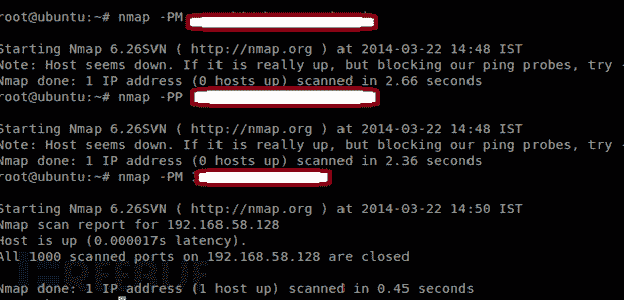 root@ubuntu:~# nmap -PM
Starting Nmap 6.26SVN ( http://nmap.org ) at 2014-03-22 14:48 IST
Note: Host seems down. If it is really up, but blocking our ping probes, try -
Nmap done: 1 IP address (0 hosts up) scanned in 2.66 seconds
root@ubuntu:~# nmap -PP
Starting Nmap 6.26SVN ( http://nmap.org ) at 2014-03-22 14:48 IST
Note: Host seems down. If it is really up, but blocking our ping probes, try -
Nmap done: 1 IP address (0 hosts up) scanned in 2.36 seconds
root@ubuntu:~# nmap -PM
Starting Nmap 6.26SVN ( http://nmap.org ) at 2014-03-22 14:50 IST
Nmap scan report for 192.168.58.128
Host is up (0.000017s latency).
All 1000 scanned ports on 192.168.58.128 are closed
Nmap done: 1 IP address (1 host up) scanned in 0.45 seconds